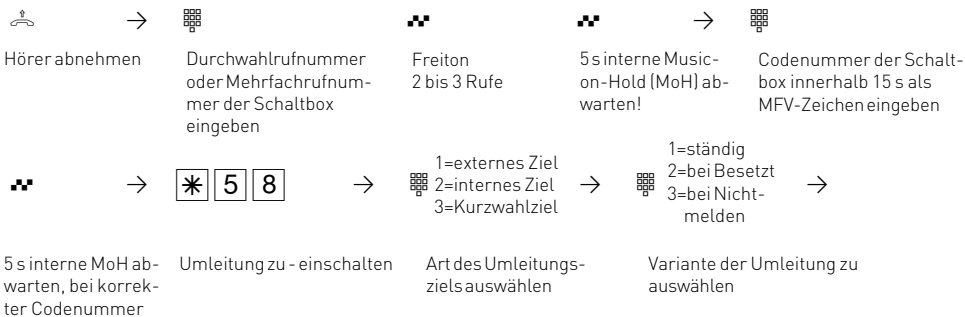 Hörer abnehmen
Durchwahlrufnummer
oder Mehrfachrufnum-
mer der Schaltbox
eingeben
Freiton
2 bis 3 Rufe
5 s interne Music-
on-Hold (MoH) ab-
warten!
Codenummer der Schalt-
box innerhalb 15 s als
MFV-Zeichen eingeben
* 5 8
1=externes Ziel
2=internes Ziel
3=Kurzwahlziel
1=ständig
2=bei Besetzt
3=bei Nicht-
melden
5 s interne MoH ab-
warten, bei korrek-
ter Codenummer
Umleitung zu - einschalten
Art des Umleitungs-
ziels auswählen
Variante der Umleitung zu
auswählen